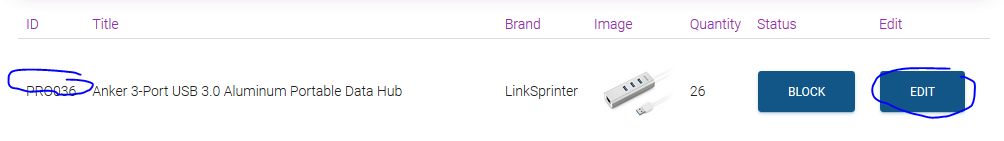 ID Title Brand Image Quantity Status Edit
PRO036 Anker 3-Port USB 3.0 Aluminum Portable Data Hub LinkSprinter 26 BLOCK EDIT